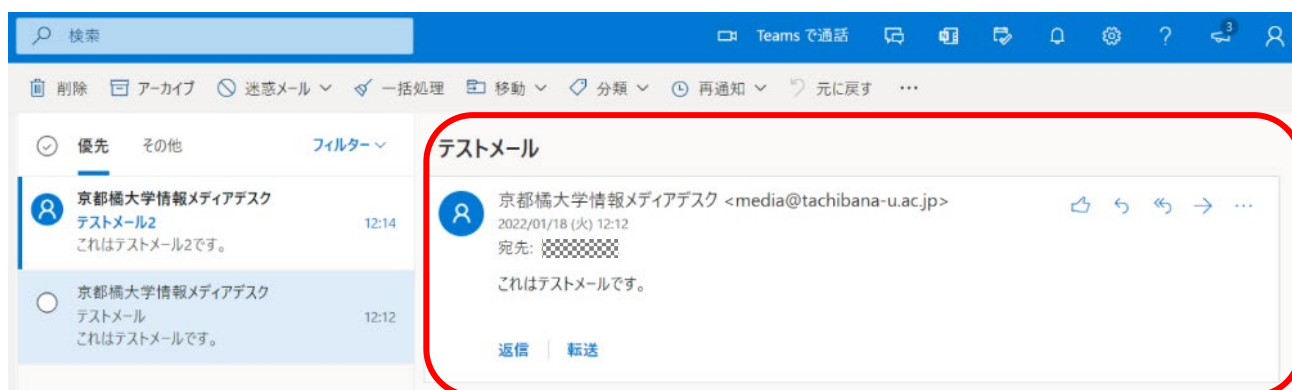 検索
Teams で通話
3
削除 アーカイブ 迷惑メール 一括処理 移動 分類 再通知 元に戻す ...
優先 その他 フィルター
京都橘大学情報メディアデスク
テストメール2 12:14
これはテストメール2です。
京都橘大学情報メディアデスク
テストメール 12:12
これはテストメールです。
テストメール
京都橘大学情報メディアデスク <media@tachibana-u.ac.jp>
2022/01/18 (火) 12:12
宛先:
これはテストメールです。
返信 転送